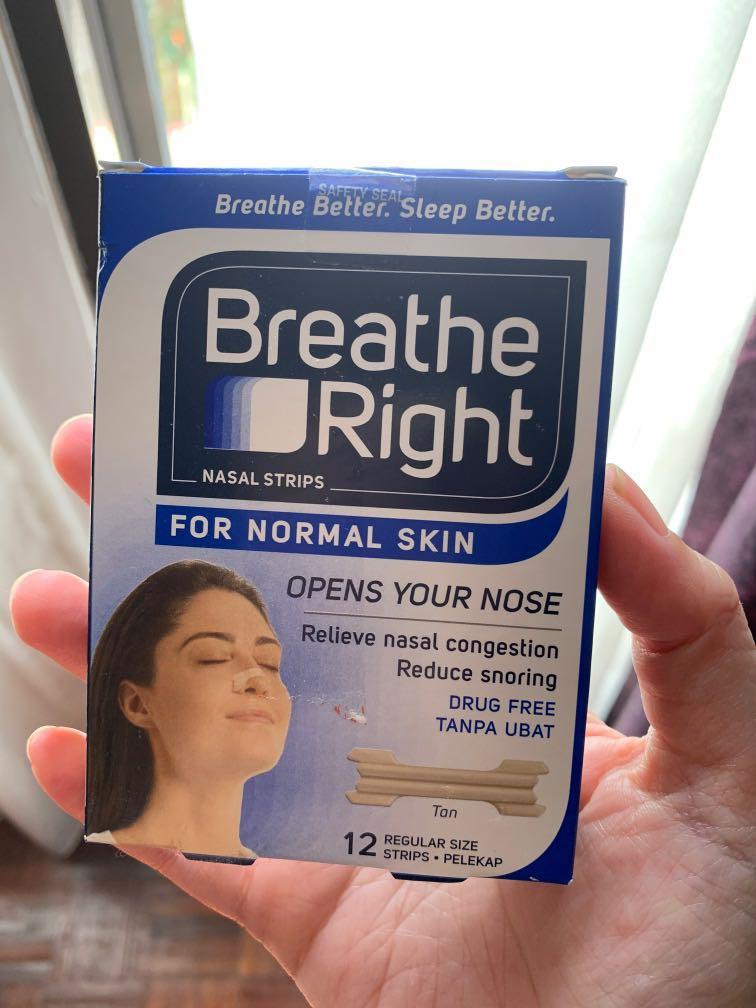 SAFETY SEAL
Breathe Better. Sleep Better.
Breathe
Right
NASAL STRIPS
FOR NORMAL SKIN
OPENS YOUR NOSE
Relieve nasal congestion
Reduce snoring
DRUG FREE
TANPA UBAT
Tan
12 REGULAR SIZE
STRIPS • PELEKAP